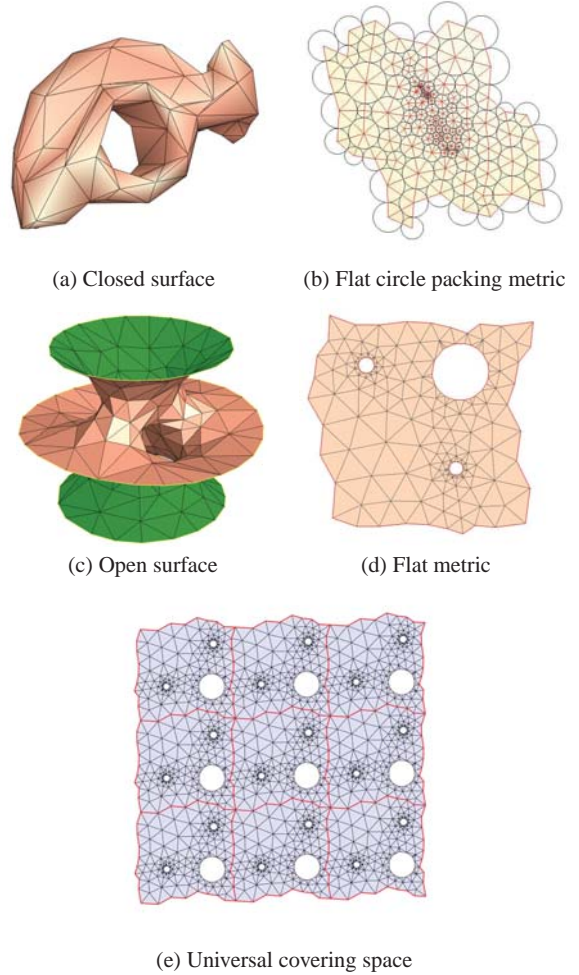 (a) Closed surface
(b) Flat circle packing metric
(c) Open surface
(d) Flat metric
(e) Universal covering space